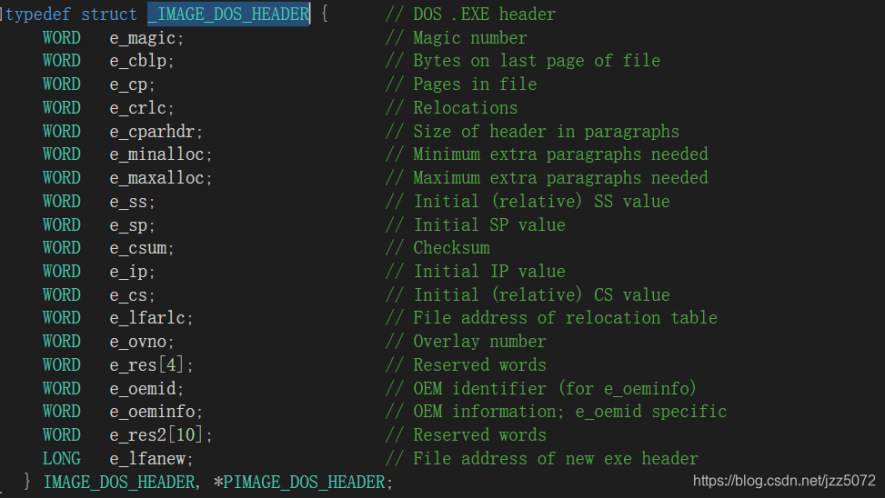 typedef struct _IMAGE_DOS_HEADER {      // DOS .EXE header
    WORD   e_magic;                     // Magic number
    WORD   e_cblp;                      // Bytes on last page of file
    WORD   e_cp;                        // Pages in file
    WORD   e_crlc;                      // Relocations
    WORD   e_cparhdr;                   // Size of header in paragraphs
    WORD   e_minalloc;                  // Minimum extra paragraphs needed
    WORD   e_maxalloc;                  // Maximum extra paragraphs needed
    WORD   e_ss;                        // Initial (relative) SS value
    WORD   e_sp;                        // Initial SP value
    WORD   e_csum;                      // Checksum
    WORD   e_ip;                        // Initial IP value
    WORD   e_cs;                        // Initial (relative) CS value
    WORD   e_lfarlc;                    // File address of relocation table
    WORD   e_ovno;                      // Overlay number
    WORD   e_res[4];                    // Reserved words
    WORD   e_oemid;                     // OEM identifier (for e_oeminfo)
    WORD   e_oeminfo;                   // OEM information; e_oemid specific
    WORD   e_res2[10];                  // Reserved words
    LONG   e_lfanew;                    // File address of new exe header
  } IMAGE_DOS_HEADER, *PIMAGE_DOS_HEADER;
https://blog.csdn.net/jzz5072